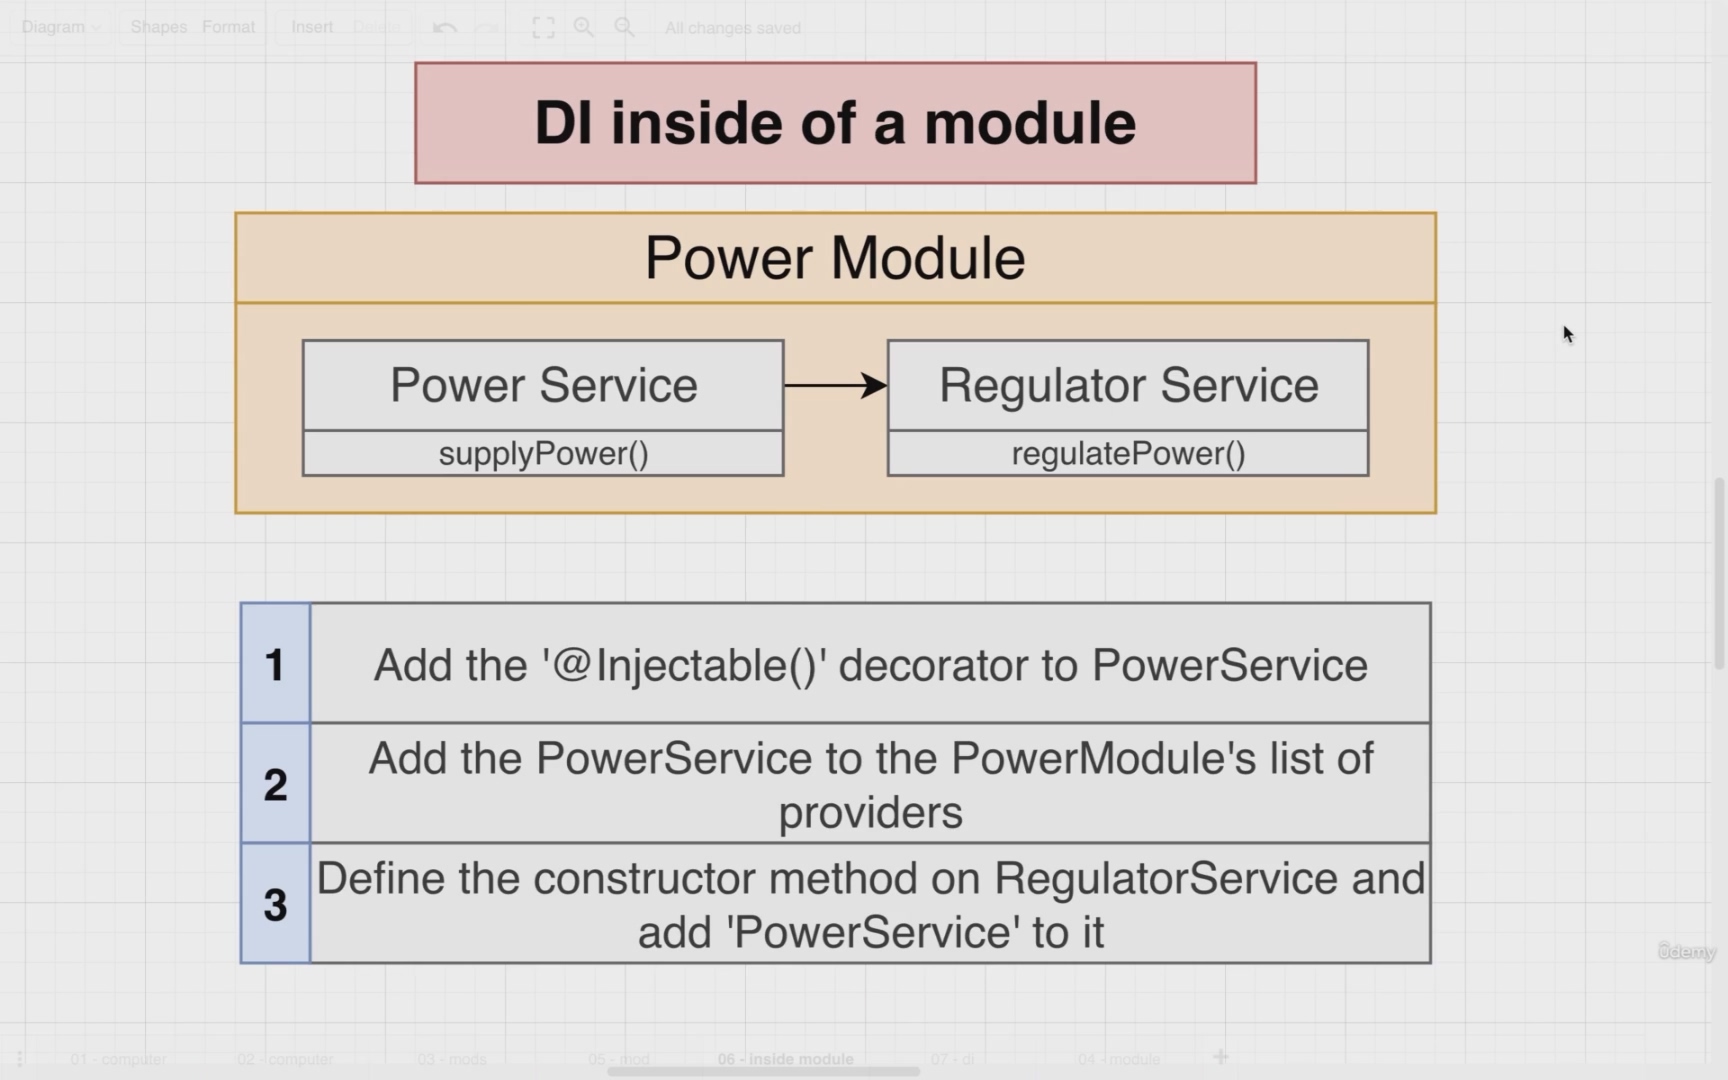 Diagram Shapes Format Insert Delete All changes saved
DI inside of a module
Power Module
Power Service
supplyPower()
Regulator Service
regulatePower()
1
Add the '@Injectable()' decorator to PowerService
2
Add the PowerService to the PowerModule's list of
providers
3
Define the constructor method on RegulatorService and
add 'PowerService' to it
ûdemy
01 - computer 02 - computer 03 - mods 05 - mod 06 - inside module 07 - di 04 - module